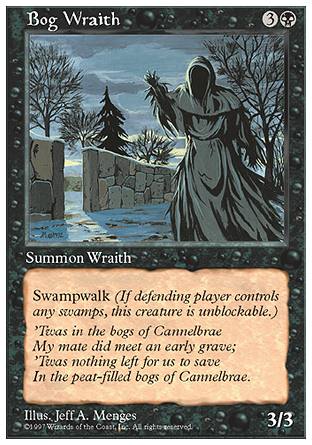 Bog Wraith 3
Summon Wraith
Swampwalk (If defending player controls
any swamps, this creature is unblockable.)
'Twas in the bogs of Cannelbrae
My mate did meet an early grave;
'Twas nothing left for us to save
In the peat-filled bogs of Cannelbrae.
Illus. Jeff A. Menges
©1997 Wizards of the Coast, Inc. All rights reserved.
3/3